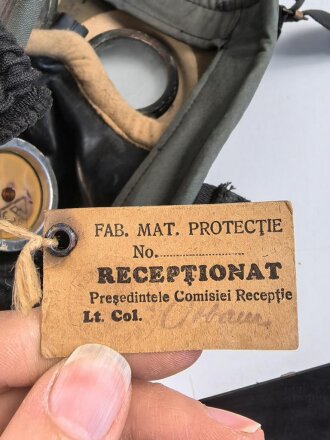 FAB. MAT. PROTECȚIE
No.....................
RECEPȚIONAT
Președintele Comisiei Recepție
Lt. Col.